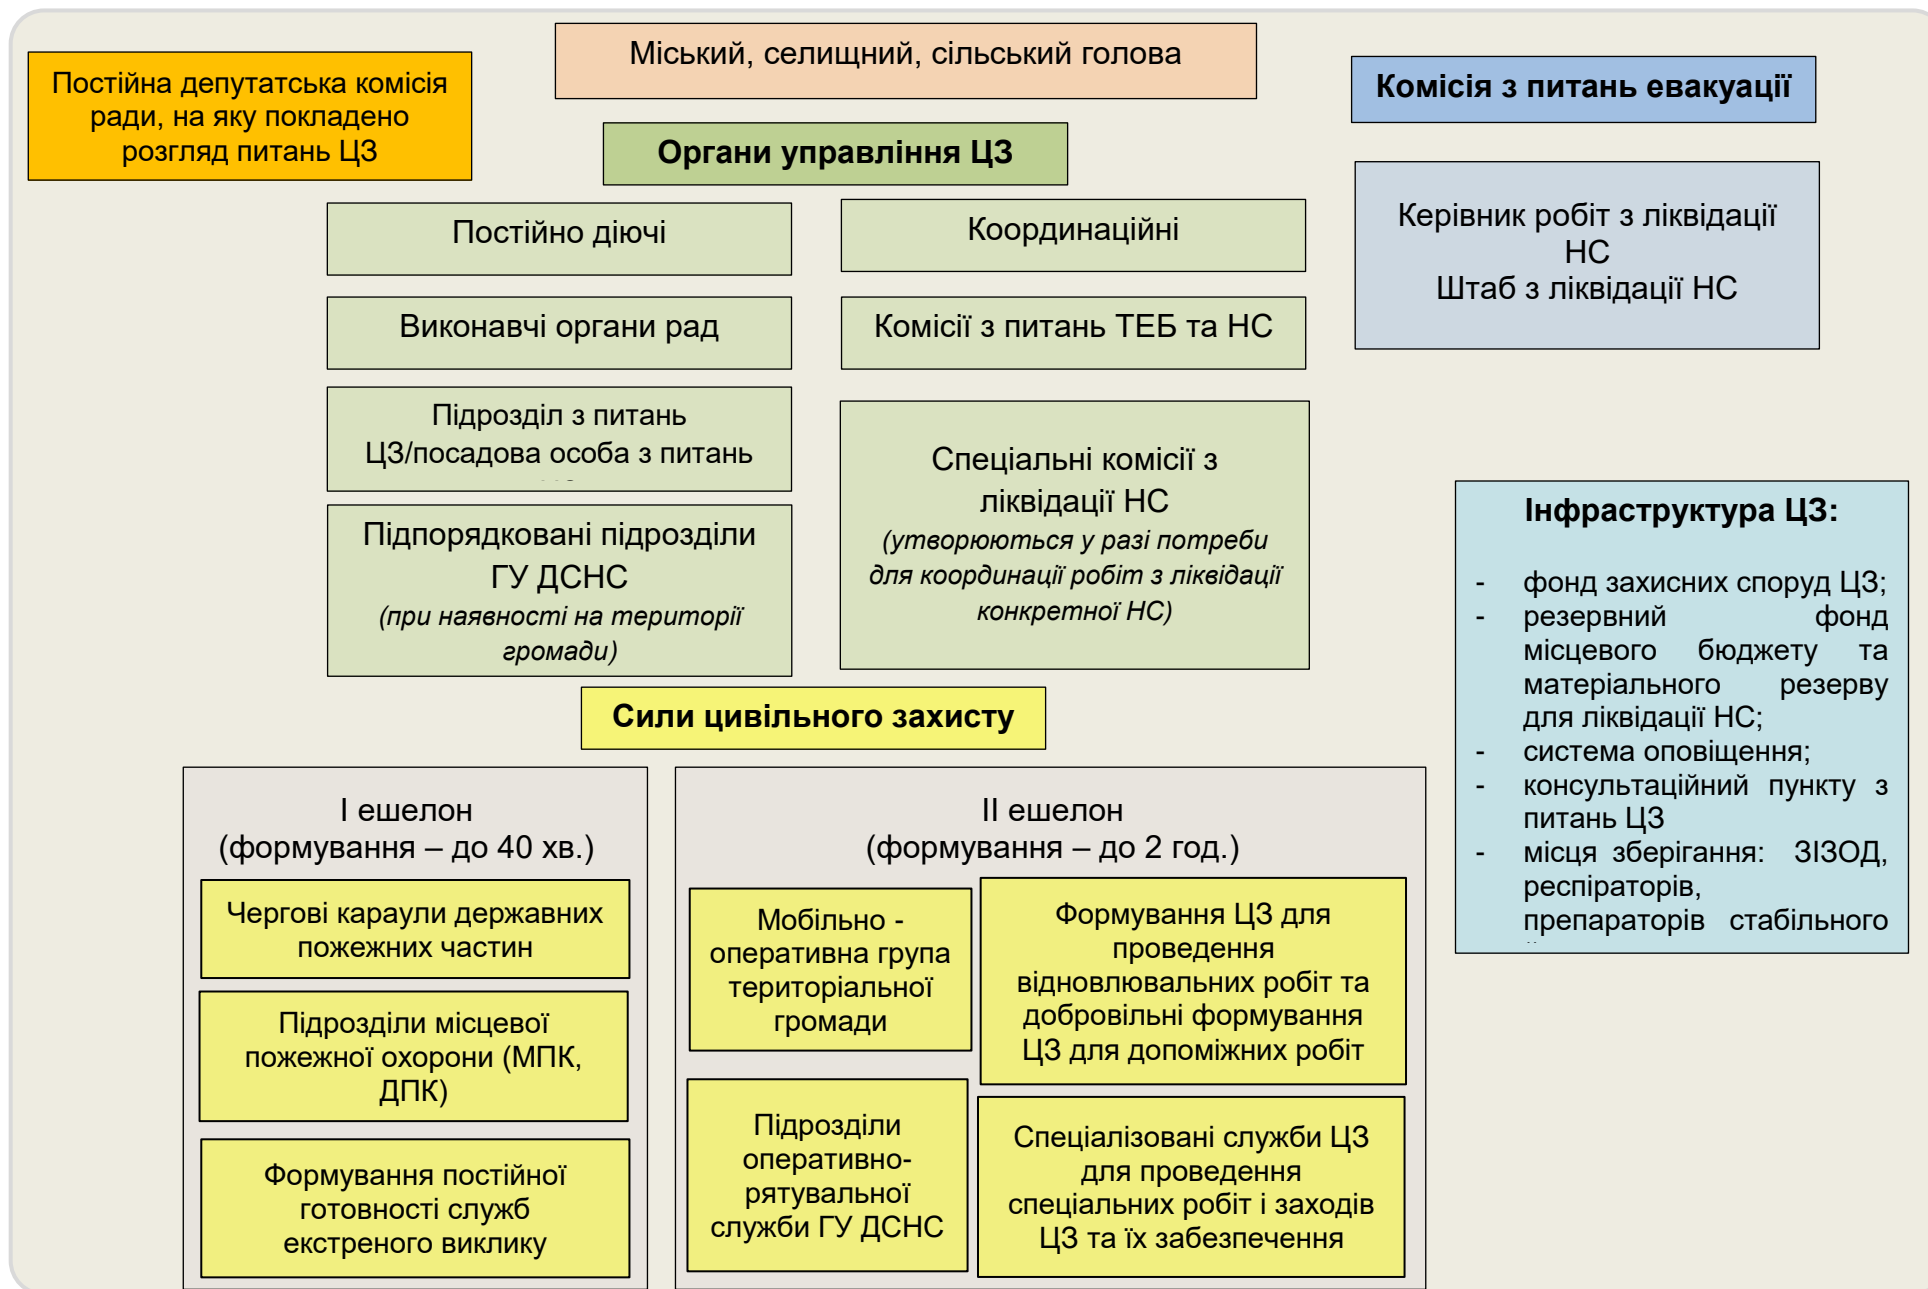 Міський, селищний, сільський голова
Постійна депутатська комісія
ради, на яку покладено
розгляд питань ЦЗ
Комісія з питань евакуації
Органи управління ЦЗ
Керівник робіт з ліквідації
НС
Штаб з ліквідації НС
Постійно діючі
Координаційні
Виконавчі органи рад
Комісії з питань ТЕБ та НС
Підрозділ з питань
ЦЗ/посадова особа з питань
Спеціальні комісії з
ліквідації НС
(утворюються у разі потреби
для координації робіт з ліквідації
конкретної НС)
Підпорядковані підрозділи
ГУ ДСНС
(при наявності на території
громади)
Інфраструктура ЦЗ:
- фонд захисних споруд ЦЗ;
- резервний фонд
місцевого бюджету та
матеріального резерву
для ліквідації НС;
- система оповіщення;
- консультаційний пункту з
питань ЦЗ
- місця зберігання: ЗІЗОД,
респіраторів,
препараторів стабільного
Сили цивільного захисту
І ешелон
(формування – до 40 хв.)
Чергові караули державних
пожежних частин
Підрозділи місцевої
пожежної охорони (МПК,
ДПК)
Формування постійної
готовності служб
екстреного виклику
ІІ ешелон
(формування – до 2 год.)
Мобільно -
оперативна група
територіальної
громади
Формування ЦЗ для
проведення
відновлювальних робіт та
добровільні формування
ЦЗ для допоміжних робіт
Підрозділи
оперативно-
рятувальної
служби ГУ ДСНС
Спеціалізовані служби ЦЗ
для проведення
спеціальних робіт і заходів
ЦЗ та їх забезпечення